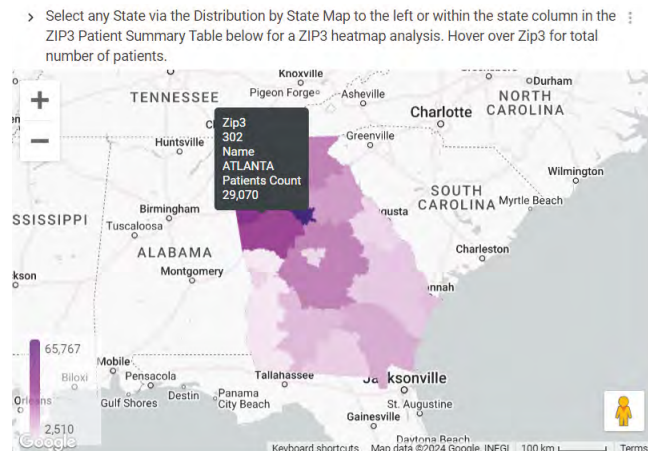 Select any State via the Distribution by State Map to the left or within the state column in the
ZIP3 Patient Summary Table below for a ZIP3 heatmap analysis. Hover over Zip3 for total
number of patients.
Knoxville
Durham
TENNESSEE
Pigeon Forge
Asheville
NORTH
CAROLINA
Charlotte
Zip3
302
Name
ATLANTA
Patients Count
29,070
Huntsville
Greenville
Wilmington
SOUTH
CAROLINA
Myrtle Beach
Birmingham
gusta
SSISSIPPI
Tuscaloosa
ALABAMA
Charleston
kson
Montgomery
nnah
65,767
Mobile
Biloxi
Pensacola
Tallahassee
Jacksonville
Orleans
Gulf Shores
Destin
Panama
City Beach
St. Augustine
Gainesville
2,510
Google
Daytona Beach
Keyboard shortcuts
Map data ©2024 Google, INEGI
100 km
Terms